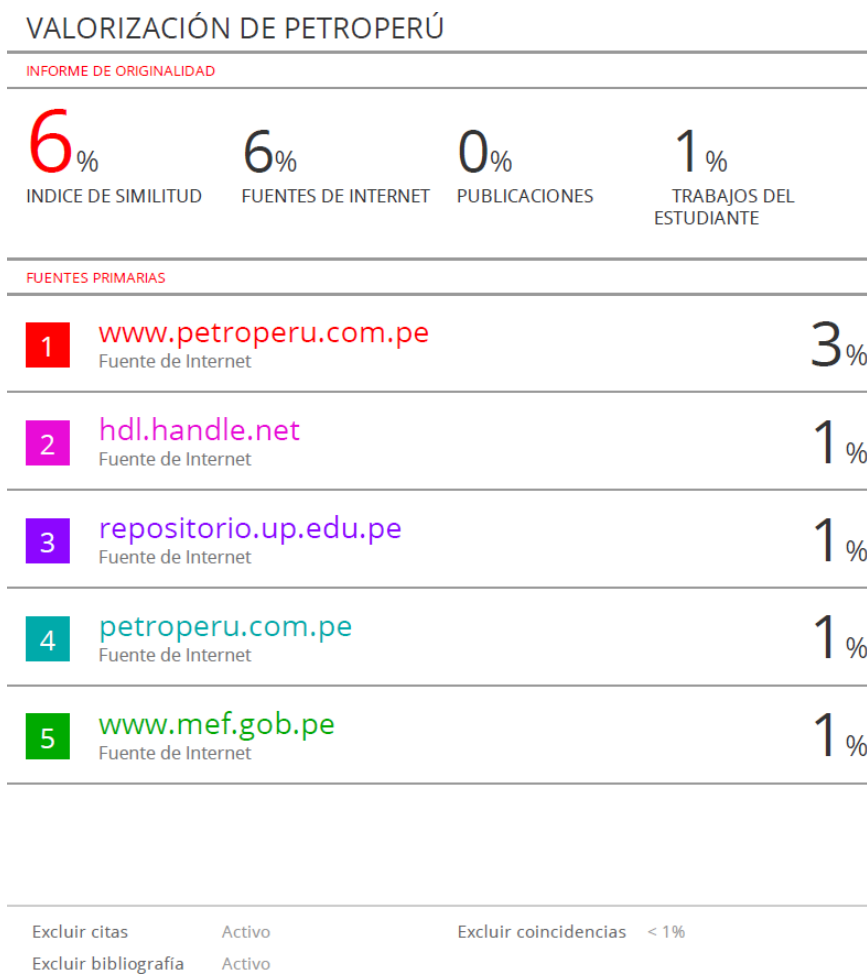 VALORIZACIÓN DE PETROPERÚ
INFORME DE ORIGINALIDAD
6%
INDICE DE SIMILITUD
6%
FUENTES DE INTERNET
0%
PUBLICACIONES
1%
TRABAJOS DEL
ESTUDIANTE
FUENTES PRIMARIAS
1
www.petroperu.com.pe
Fuente de Internet
3%
2
hdl.handle.net
Fuente de Internet
1%
3
repositorio.up.edu.pe
Fuente de Internet
1%
4
petroperu.com.pe
Fuente de Internet
1%
5
www.mef.gob.pe
Fuente de Internet
1%
Excluir citas Activo
Excluir coincidencias < 1%
Excluir bibliografía Activo